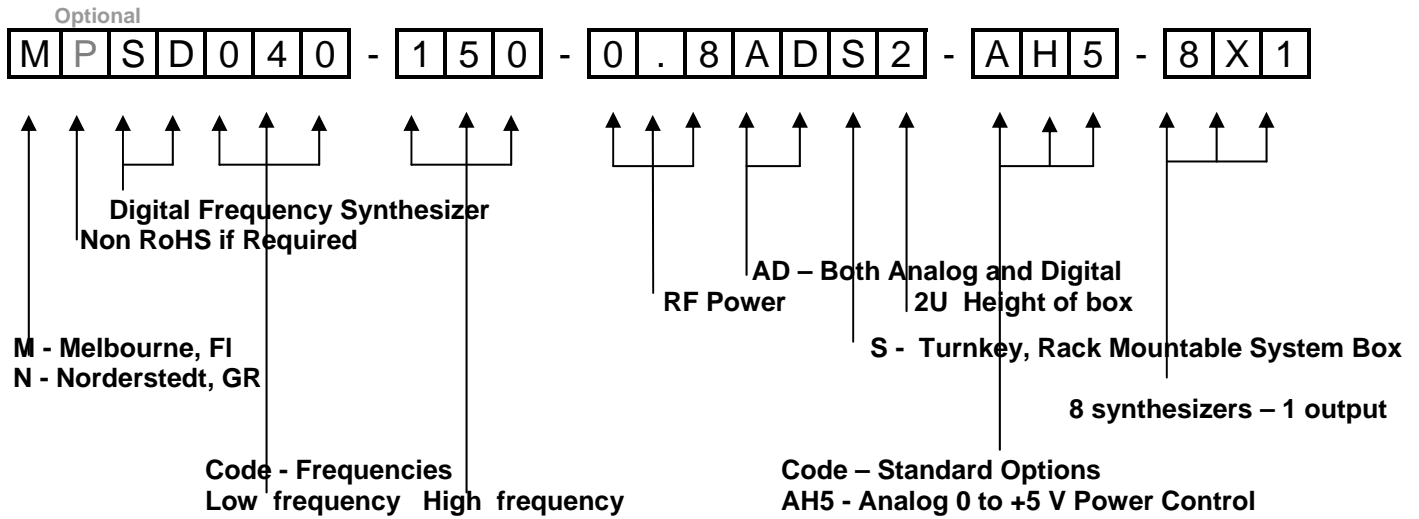 Optional
MPSD040 - 150 - 0.8ADS2 - AH5 - 8X1
Digital Frequency Synthesizer
Non RoHS if Required
AD – Both Analog and Digital
RF Power
2U Height of box
M - Melbourne, Fl
N - Norderstedt, GR
S - Turnkey, Rack Mountable System Box
8 synthesizers – 1 output
Code - Frequencies
Low frequency High frequency
Code – Standard Options
AH5 - Analog 0 to +5 V Power Control